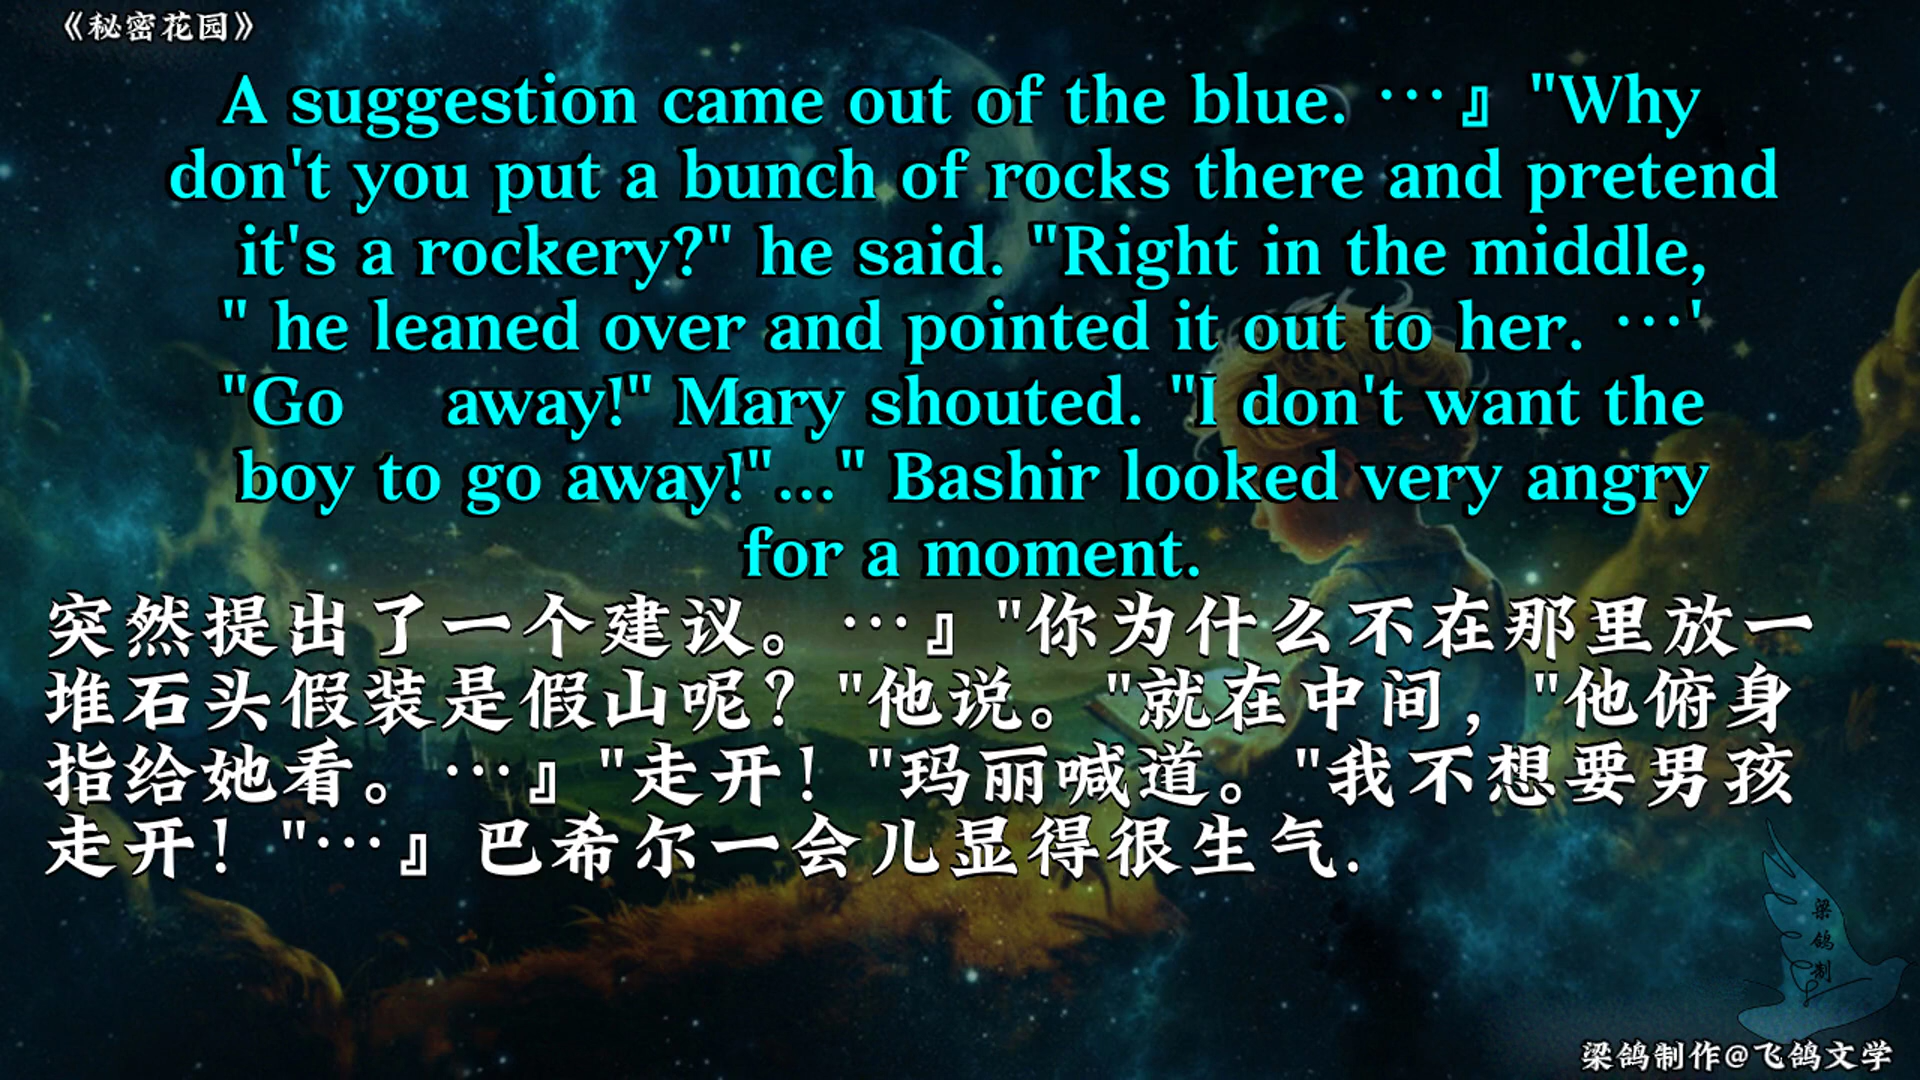 《秘密花园》
A suggestion came out of the blue. …』 "Why
don't you put a bunch of rocks there and pretend
it's a rockery?" he said. "Right in the middle,
" he leaned over and pointed it out to her. …'
"Go away!" Mary shouted. "I don't want the
boy to go away!"..." Bashir looked very angry
for a moment.
突然提出了一个建议。…』"你为什么不在那里放一
堆石头假装是假山呢？"他说。"就在中间，"他俯身
指给她看。…』"走开！"玛丽喊道。"我不想要男孩
走开！"…』巴希尔一会儿显得很生气.
梁
鸽
制
梁鸽制作@飞鸽文学